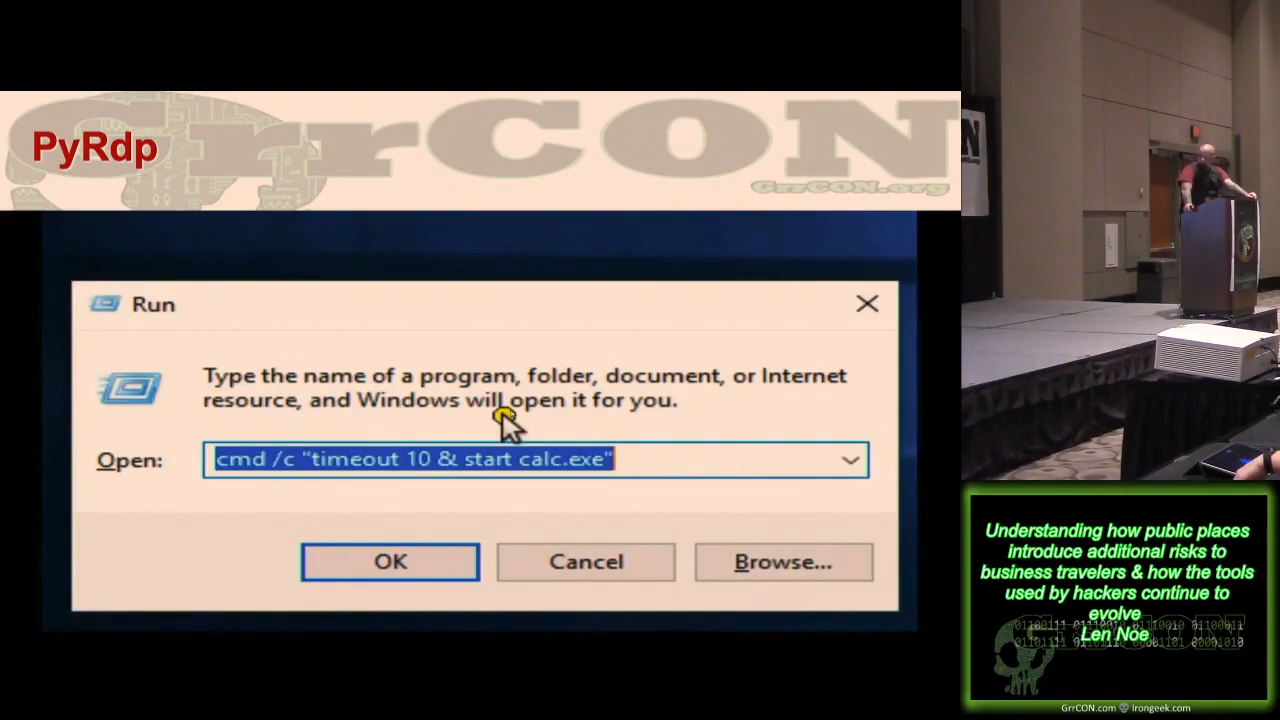 GrrCON
PyRdp
GrrCON.org
Run
Type the name of a program, folder, document, or Internet
resource, and Windows will open it for you.
Open:
cmd /c "timeout 10 & start calc.exe"
OK
Cancel
Browse...
N
Understanding how public places
introduce additional risks to
business travelers & how the tools
used by hackers continue to
evolve
Len Noe
GrrCON
GrrCON.com Irongeek.com